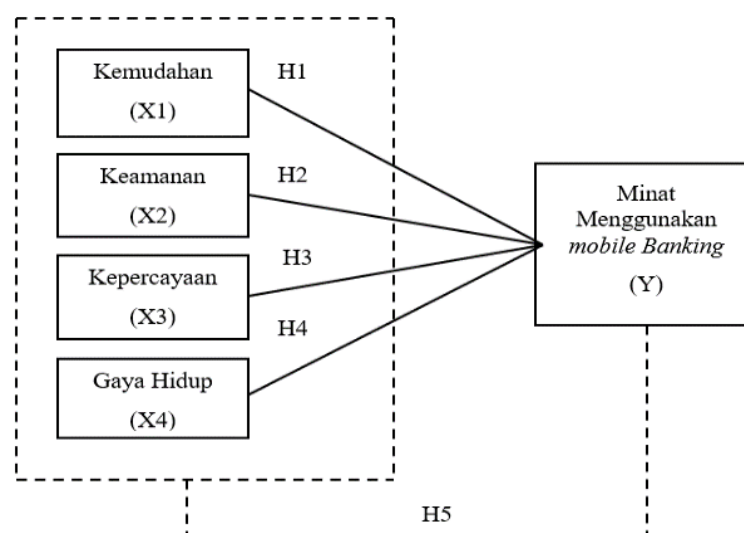 Kemudahan
(X1)
H1
Keamanan
(X2)
H2
Kepercayaan
(X3)
H3
Gaya Hidup
(X4)
H4
Minat
Menggunakan
mobile Banking
(Y)
H5